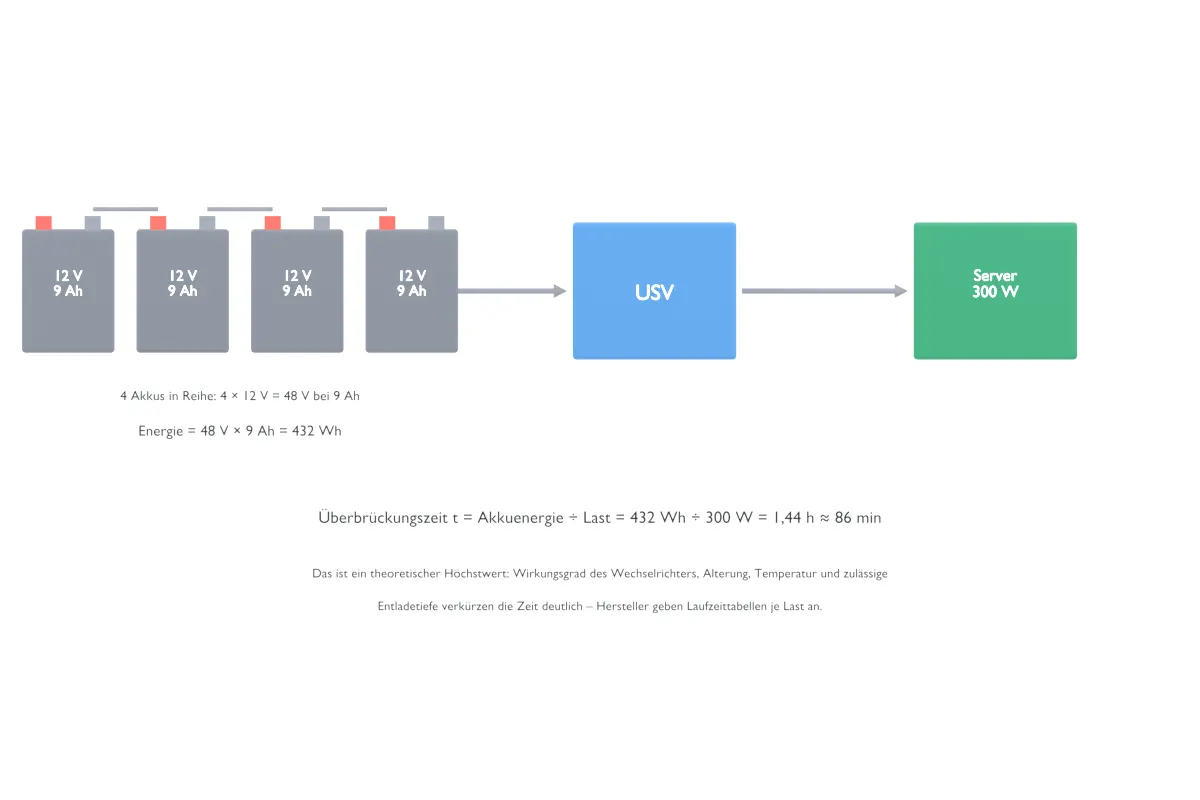 12 V
9 Ah
12 V
9 Ah
12 V
9 Ah
12 V
9 Ah
USV
Server
300 W
4 Akkus in Reihe: 4 × 12 V = 48 V bei 9 Ah
Energie = 48 V × 9 Ah = 432 Wh
Überbrückungszeit t = Akkuenergie ÷ Last = 432 Wh ÷ 300 W = 1,44 h ≈ 86 min
Das ist ein theoretischer Höchstwert: Wirkungsgrad des Wechselrichters, Alterung, Temperatur und zulässige
Entladetiefe verkürzen die Zeit deutlich – Hersteller geben Laufzeittabellen je Last an.